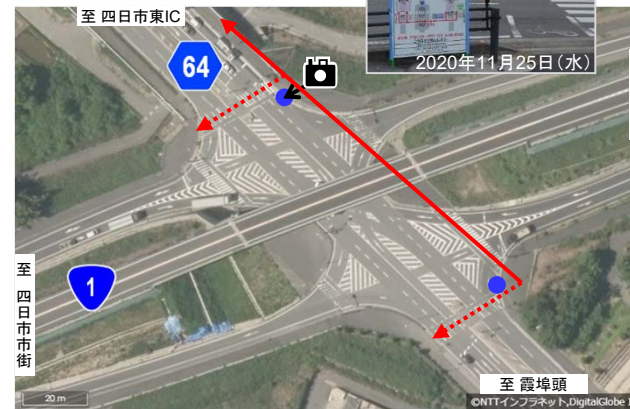 至 四日市東IC
64
2020年11月25日(水)
至 四日市市街
1
至 霞埠頭
20 m
©NTTインフラネット,DigitalGlobe